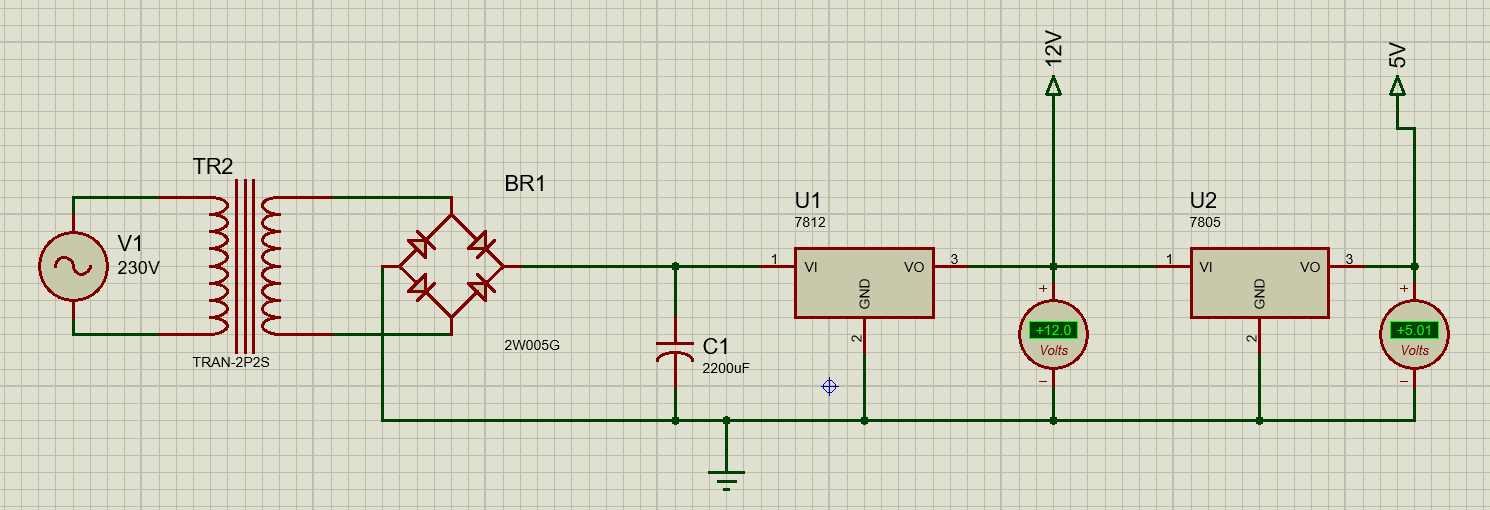 12V
5V
TR2
BR1
U1
7812
U2
7805
V1
230V
1
VI
VO
3
GND
2
1
VI
VO
3
GND
2
+
+12.0
Volts
−
+
+5.01
Volts
−
C1
2200uF
2W005G
TRAN-2P2S